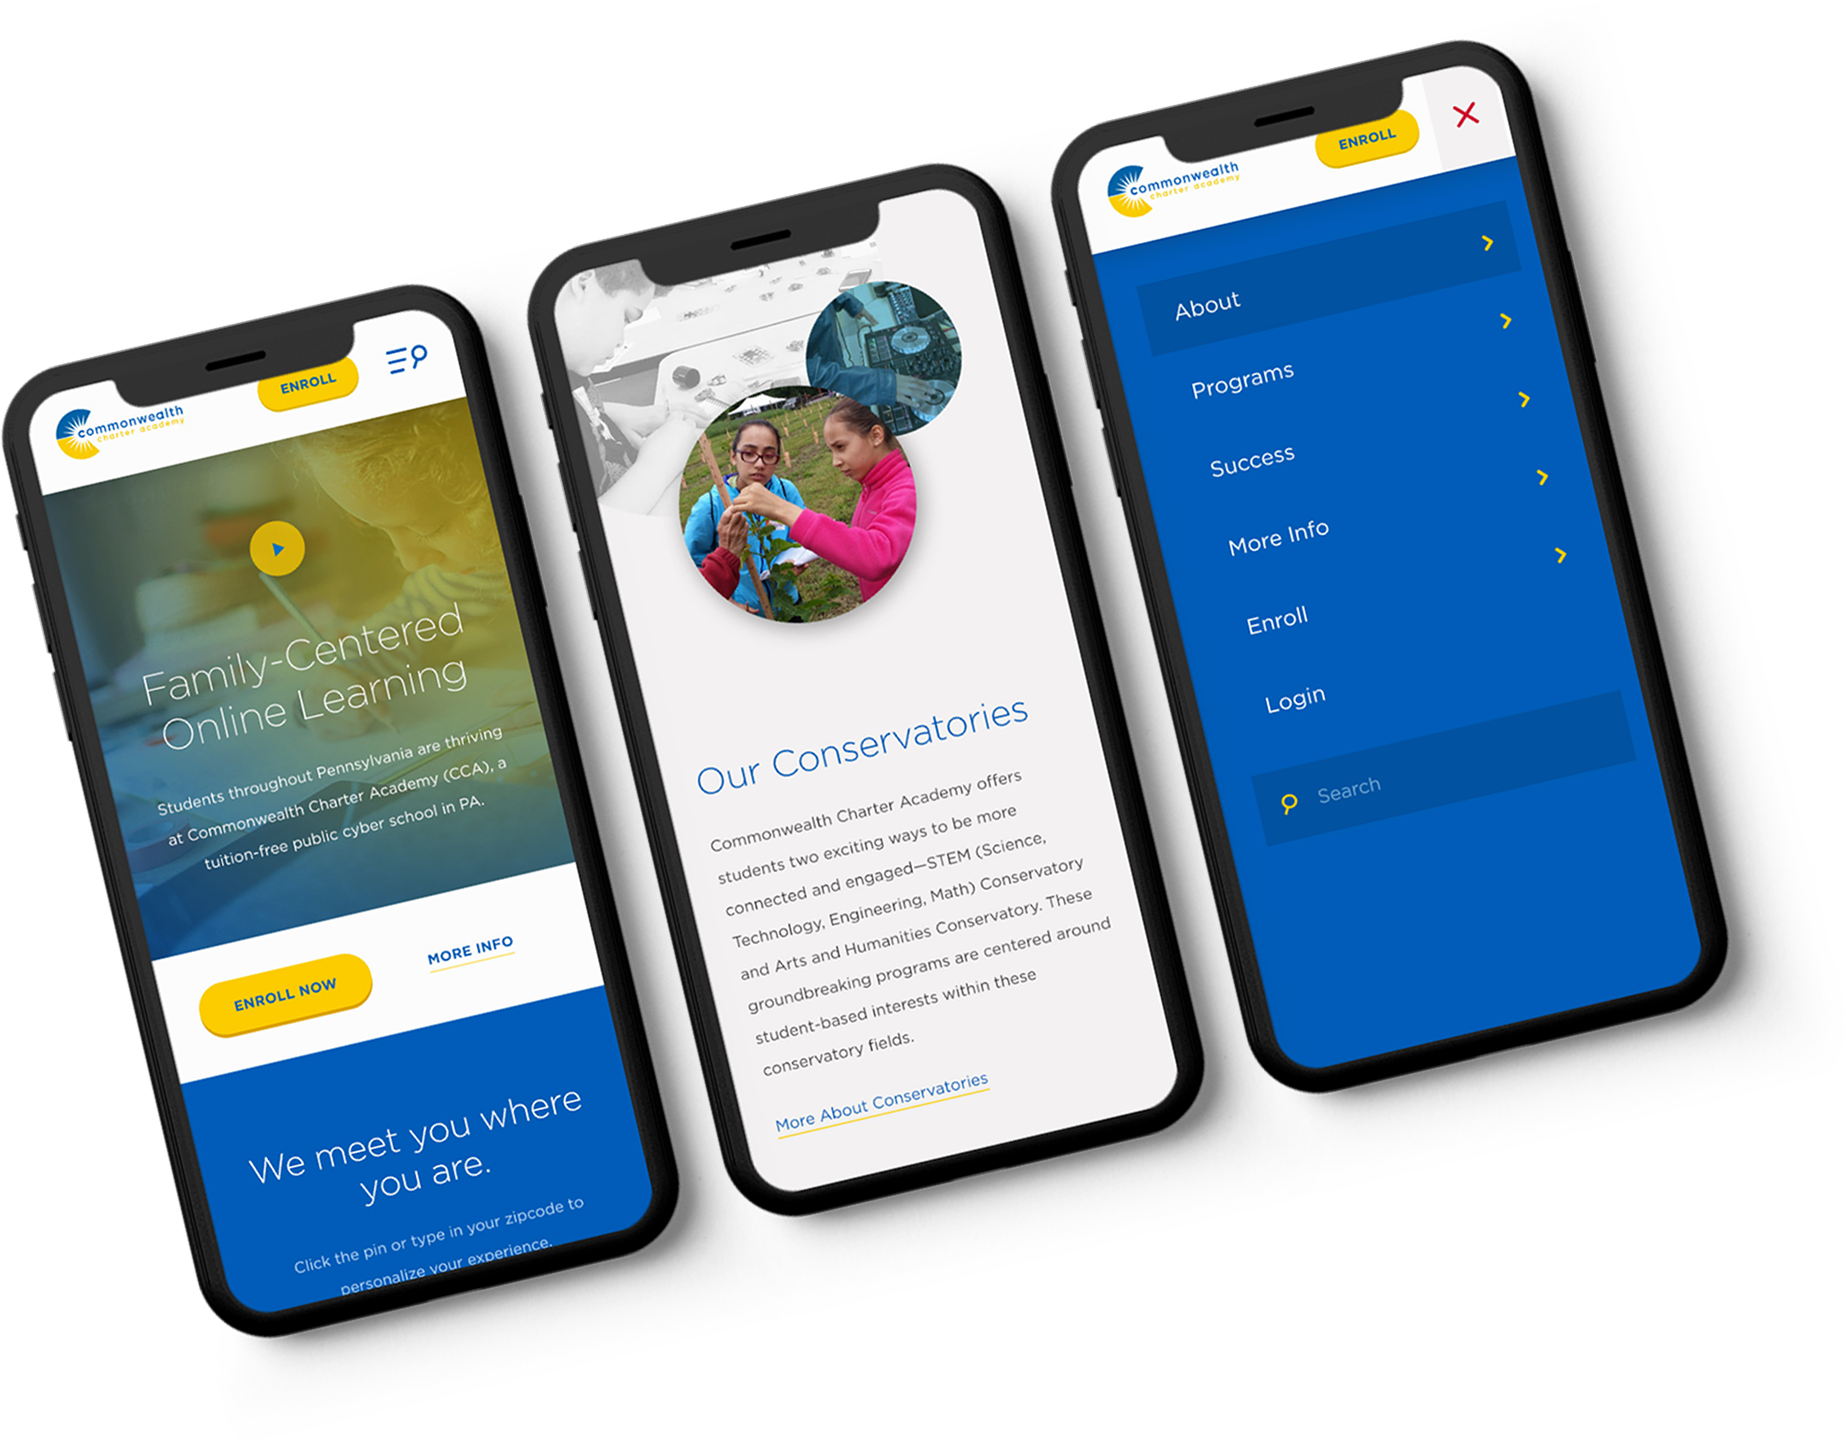 commonwealth
charter academy
ENROLL
Family-Centered
Online Learning
Students throughout Pennsylvania are thriving
at Commonwealth Charter Academy (CCA), a
tuition-free public cyber school in PA.
ENROLL NOW
MORE INFO
We meet you where
you are.
Click the pin or type in your zipcode to
personalize your experience.
Our Conservatories
Commonwealth Charter Academy offers
students two exciting ways to be more
connected and engaged—STEM (Science,
Technology, Engineering, Math) Conservatory
and Arts and Humanities Conservatory. These
groundbreaking programs are centered around
student-based interests within these
conservatory fields.
More About Conservatories
commonwealth
charter academy
ENROLL
About
Programs
Success
More Info
Enroll
Login
Search